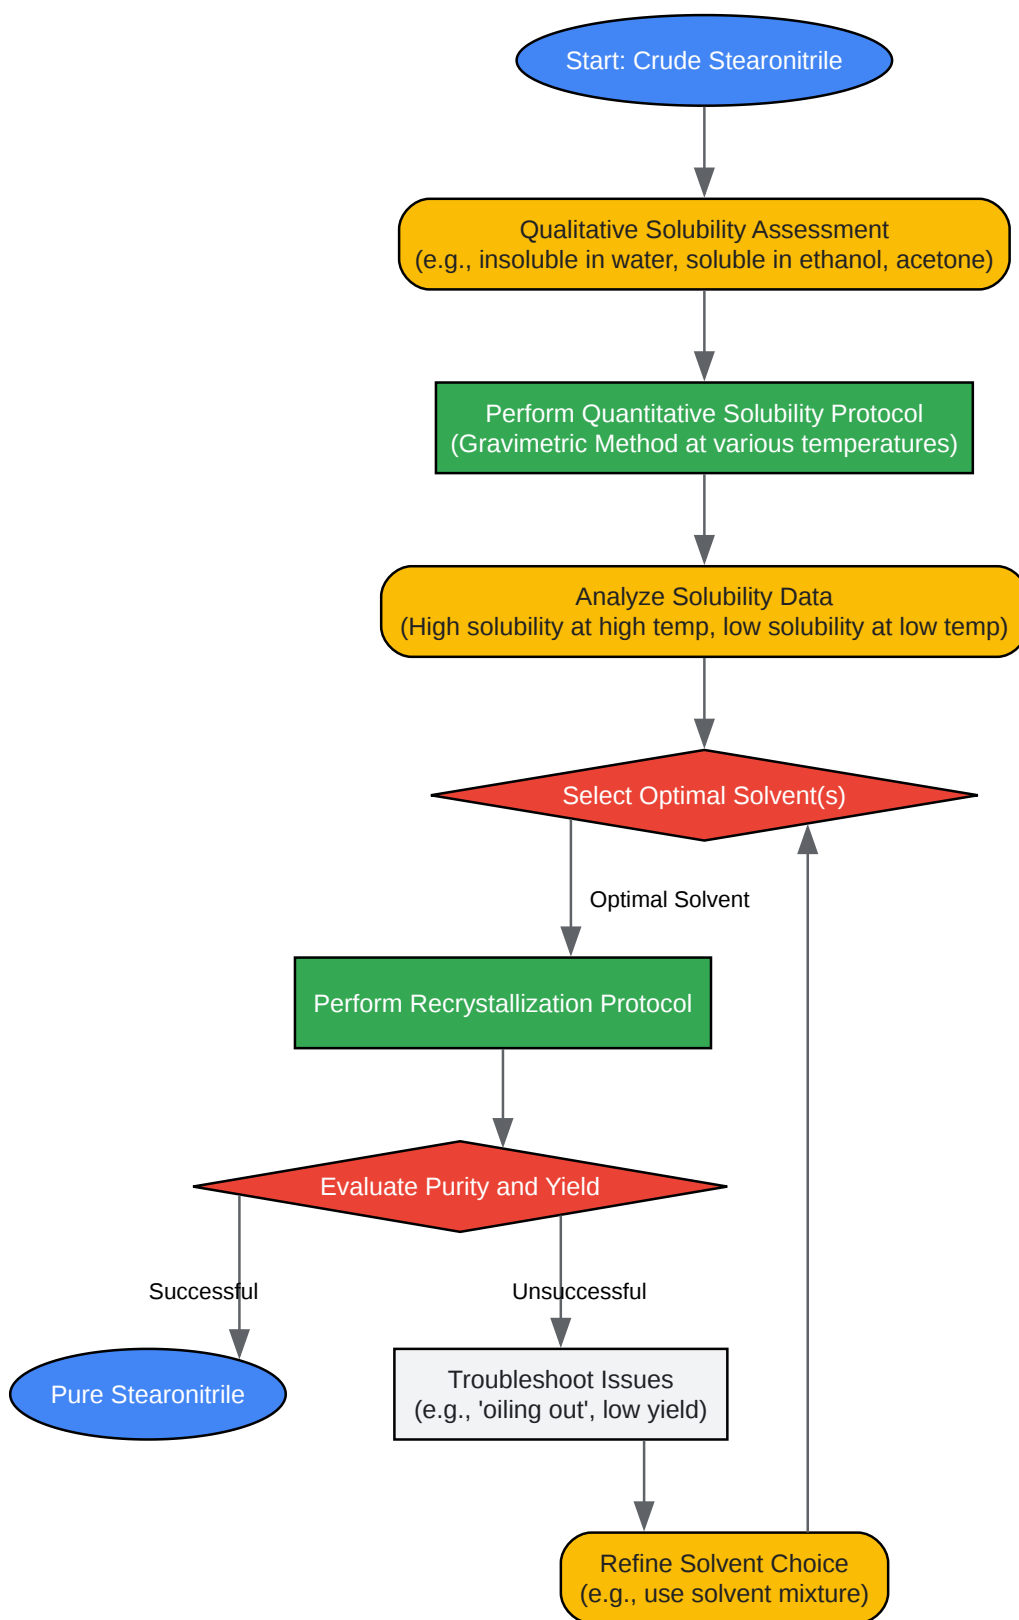 Start: Crude Stearonitrile
Qualitative Solubility Assessment
(e.g., insoluble in water, soluble in ethanol, acetone)
Perform Quantitative Solubility Protocol
(Gravimetric Method at various temperatures)
Analyze Solubility Data
(High solubility at high temp, low solubility at low temp)
Select Optimal Solvent(s)
Optimal Solvent
Perform Recrystallization Protocol
Evaluate Purity and Yield
Successful
Unsuccessful
Pure Stearonitrile
Troubleshoot Issues
(e.g., 'oiling out', low yield)
Refine Solvent Choice
(e.g., use solvent mixture)